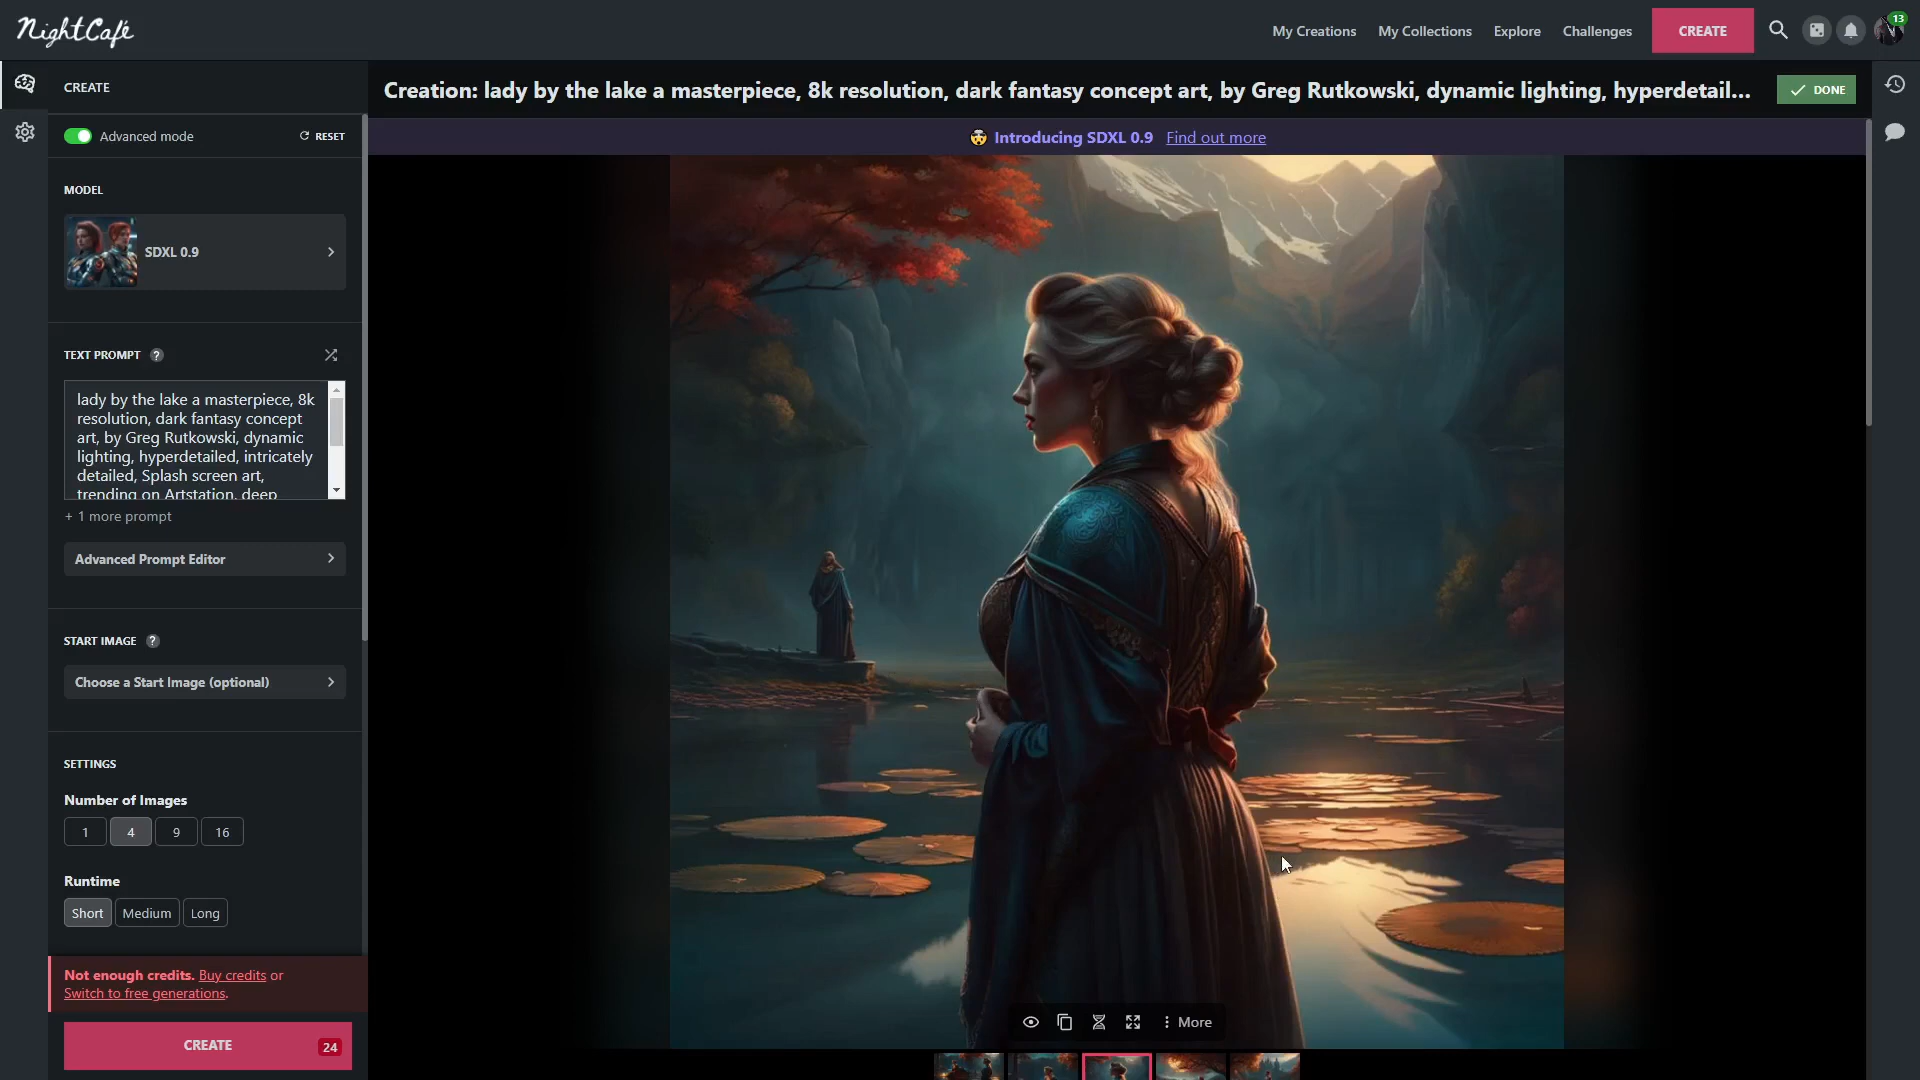 NightCafé
My Creations
My Collections
Explore
Challenges
CREATE
13
CREATE
Creation: lady by the lake a masterpiece, 8k resolution, dark fantasy concept art, by Greg Rutkowski, dynamic lighting, hyperdetail...
DONE
Advanced mode
RESET
Introducing SDXL 0.9 Find out more
MODEL
SDXL 0.9
TEXT PROMPT ?
lady by the lake a masterpiece, 8k
resolution, dark fantasy concept
art, by Greg Rutkowski, dynamic
lighting, hyperdetailed, intricately
detailed, Splash screen art,
trending on Artstation, deep
+ 1 more prompt
Advanced Prompt Editor
START IMAGE ?
Choose a Start Image (optional)
SETTINGS
Number of Images
1 4 9 16
Runtime
Short Medium Long
Not enough credits. Buy credits or
Switch to free generations.
CREATE 24
More